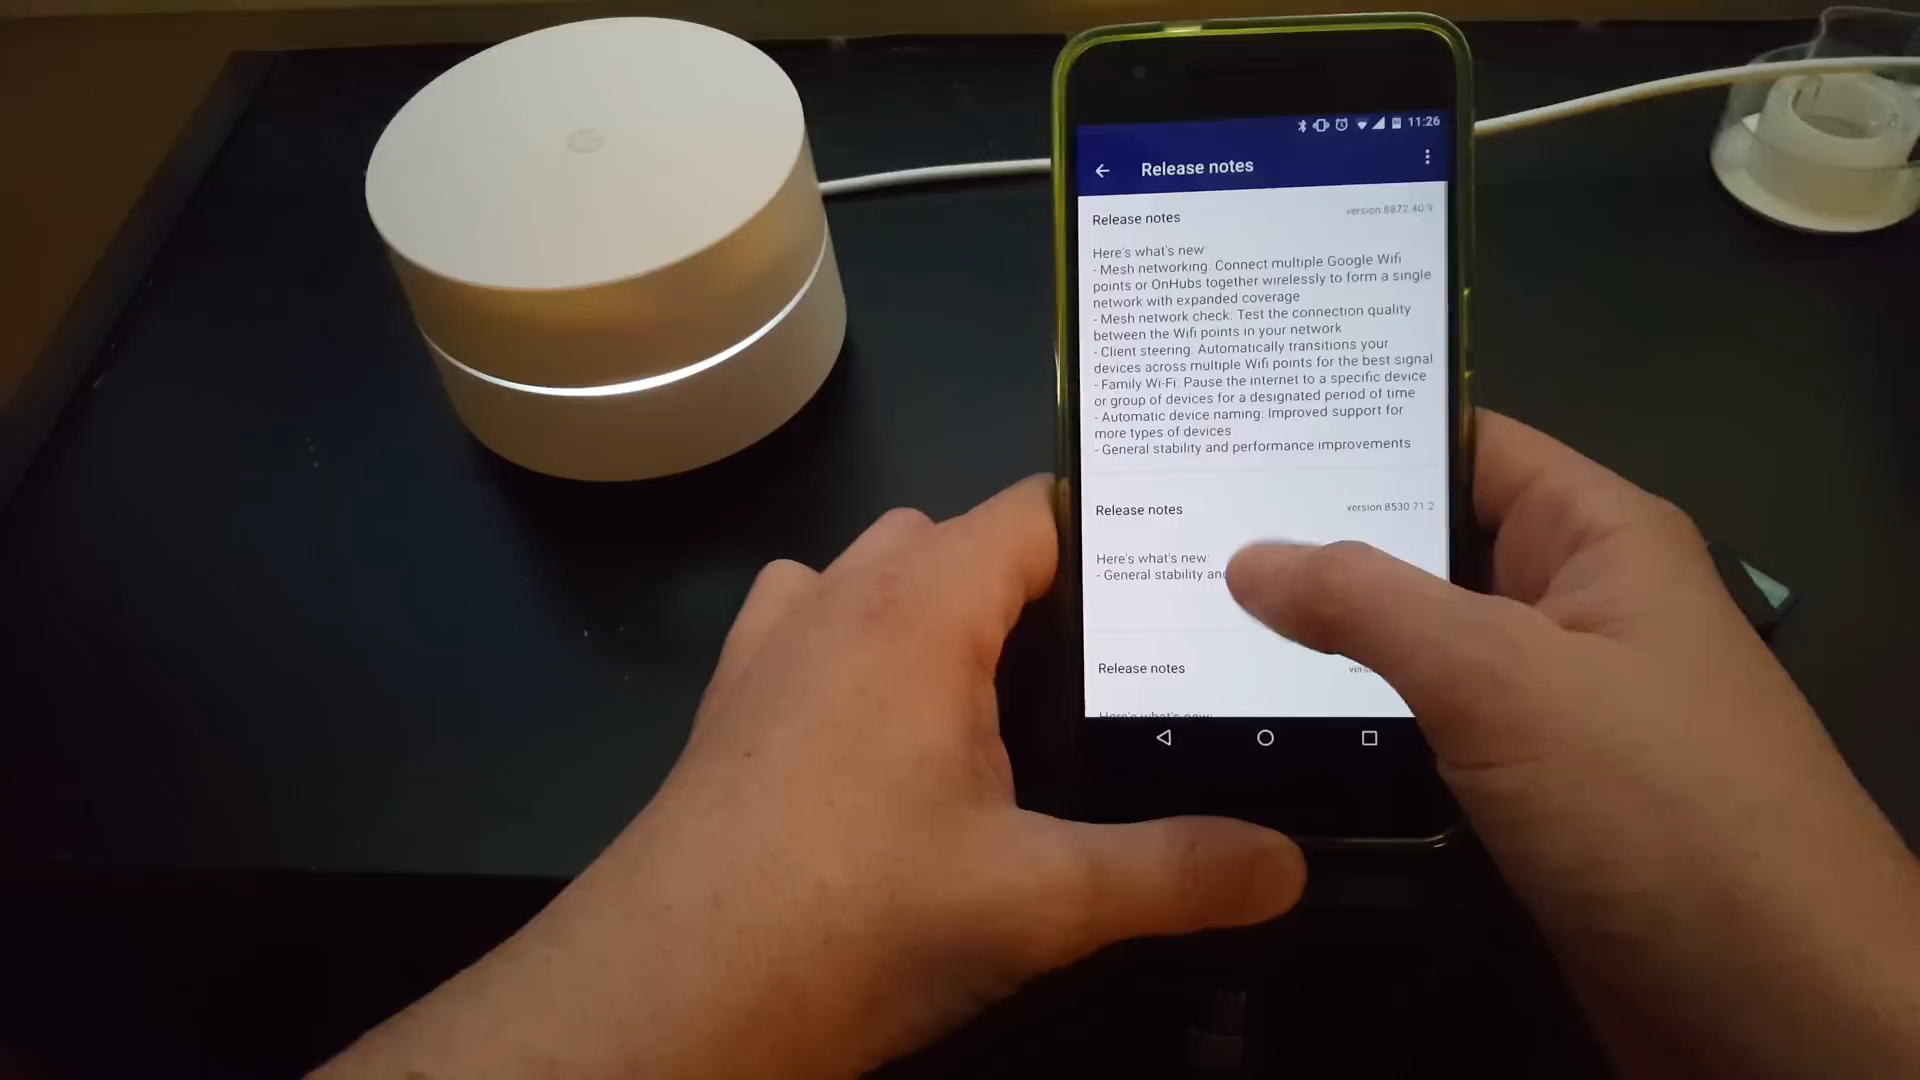 11:26
Release notes
Release notes
version 8872.40.9
Here's what's new:
- Mesh networking: Connect multiple Google Wifi
points or OnHubs together wirelessly to form a single
network with expanded coverage
- Mesh network check: Test the connection quality
between the Wifi points in your network
- Client steering: Automatically transitions your
devices across multiple Wifi points for the best signal
- Family Wi-Fi: Pause the internet to a specific device
or group of devices for a designated period of time
- Automatic device naming: Improved support for
more types of devices
- General stability and performance improvements
Release notes
version 8530.71.2
Here's what's new:
- General stability and
Release notes
Here's what's new: